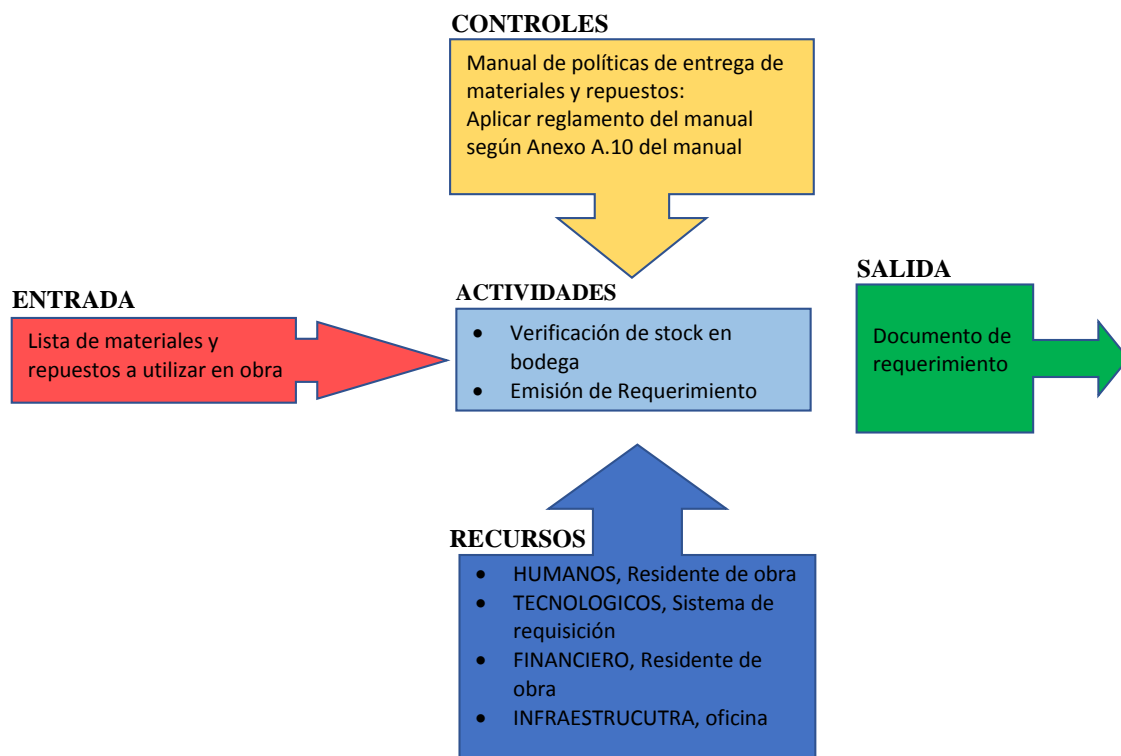 CONTROLES
Manual de políticas de entrega de
materiales y repuestos:
Aplicar reglamento del manual
según Anexo A.10 del manual
ENTRADA
Lista de materiales y
repuestos a utilizar en obra
ACTIVIDADES
• Verificación de stock en
bodega
• Emisión de Requerimiento
SALIDA
Documento de
requerimiento
RECURSOS
• HUMANOS, Residente de obra
• TECNOLOGICOS, Sistema de
requisición
• FINANCIERO, Residente de
obra
• INFRAESTRUCUTRA, oficina